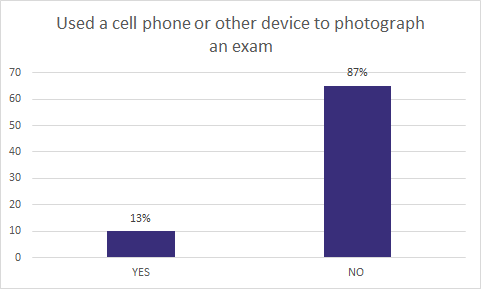 Used a cell phone or other device to photograph
an exam
70
60
50
40
30
20
10
0
13%
87%
YES
NO